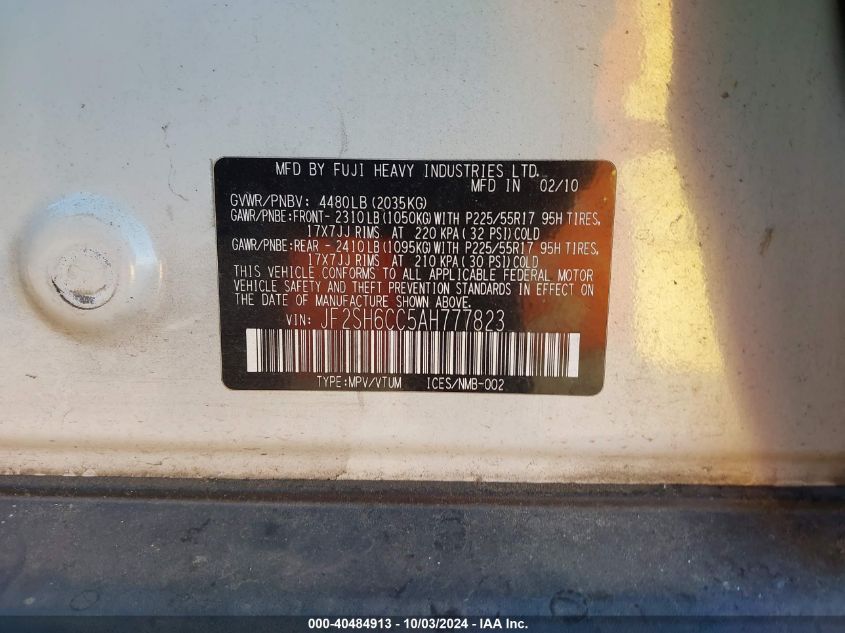 MFD BY FUJI HEAVY INDUSTRIES LTD.
MFD IN 02/10
GVWR/PNBV: 4480LB (2035KG)
GAWR/PNBE:FRONT- 2310LB (1050KG) WITH P225/55R17 95H TIRES,
17X7JJ RIMS AT 220 KPA ( 32 PSI) COLD
GAWR/PNBE:REAR - 2410LB (1095KG) WITH P225/55R17 95H TIRES,
17X7JJ RIMS AT 210 KPA ( 30 PSI) COLD
THIS VEHICLE CONFORMS TO ALL APPLICABLE FEDERAL MOTOR
VEHICLE SAFETY AND THEFT PREVENTION STANDARDS IN EFFECT ON
THE DATE OF MANUFACTURE SHOWN ABOVE.
VIN: JF2SH6CC5AH777823
TYPE:MPV/VTUM ICES/NMB-002
000-40484913 - 10/03/2024 - IAA Inc.